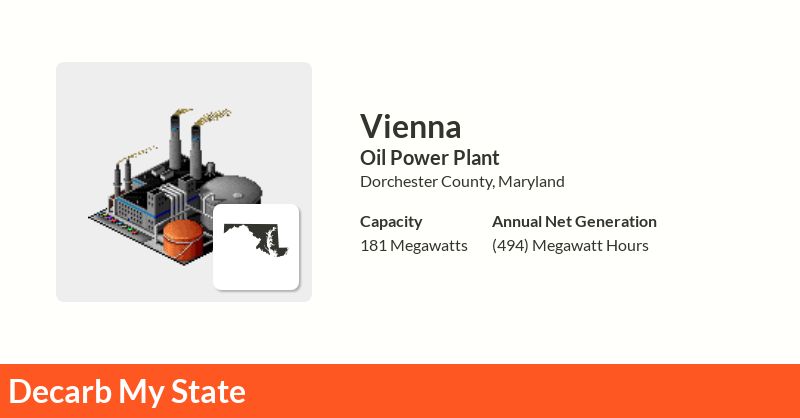 Vienna
Oil Power Plant
Dorchester County, Maryland
Capacity
Annual Net Generation
181 Megawatts
(494) Megawatt Hours
Decarb My State